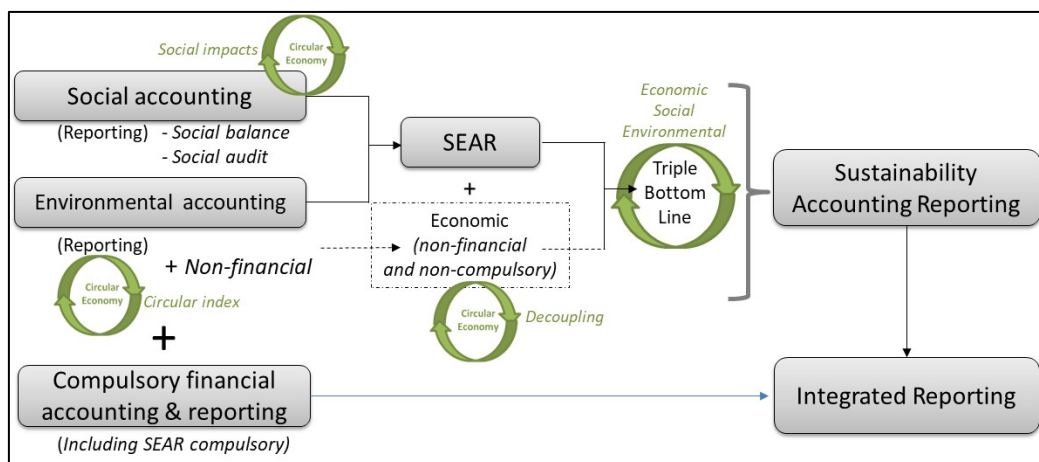 Social impacts
Circular
Economy
Social accounting
(Reporting) - Social balance
- Social audit
Environmental accounting
(Reporting)
+ Non-financial
Circular
Economy
Circular index
+
Compulsory financial
accounting & reporting
(Including SEAR compulsory)
SEAR
+
Economic
(non-financial
and non-compulsory)
Circular
Economy
Decoupling
Economic
Social
Environmental
Triple
Bottom
Line
Sustainability
Accounting Reporting
Integrated Reporting